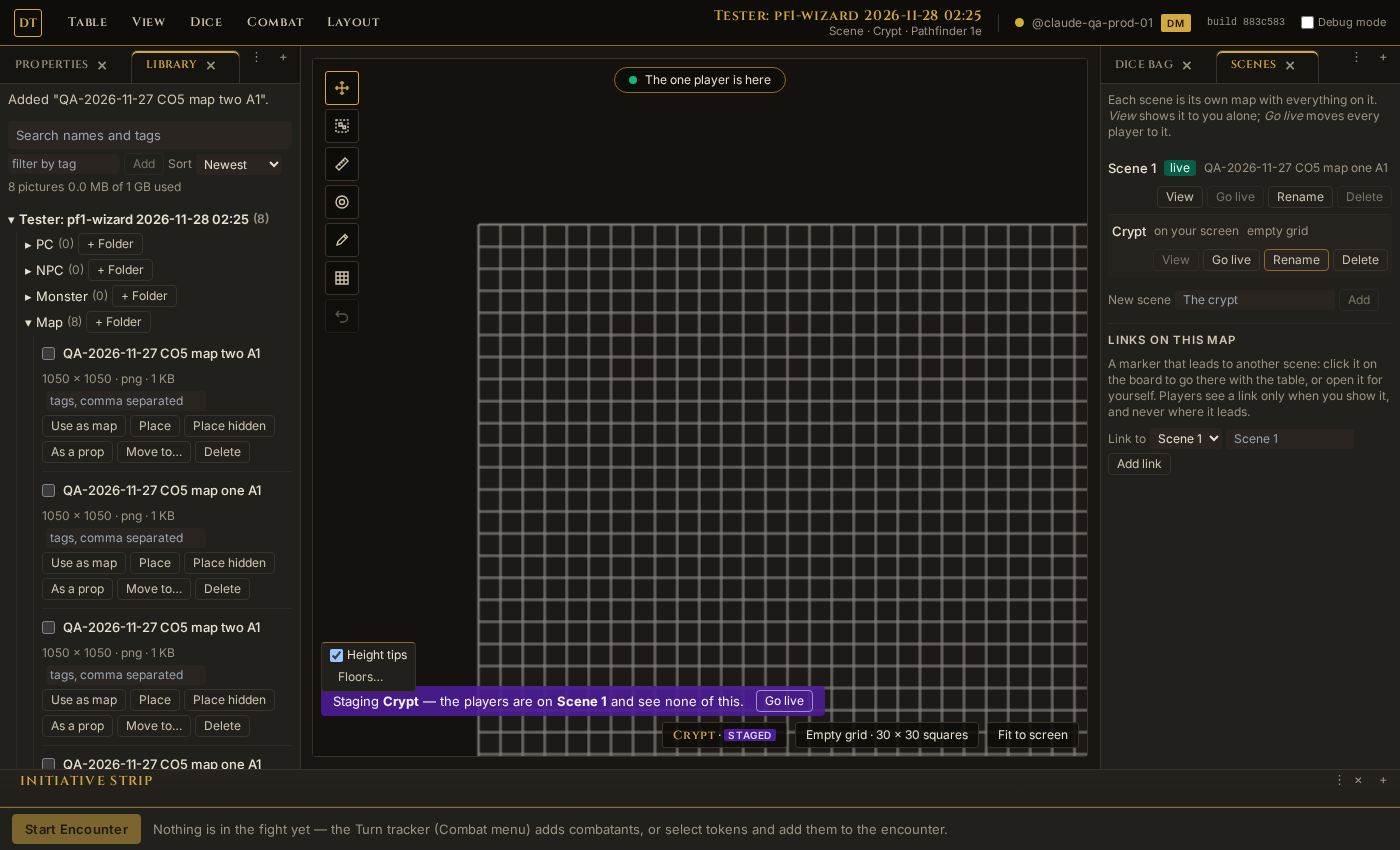 DT TABLE VIEW DICE COMBAT LAYOUT
TESTER: PF1-WIZARD 2026-11-28 02:25
Scene · Crypt · Pathfinder 1e
@claude-qa-prod-01 DM build 883c583 Debug mode
PROPERTIES × LIBRARY × ⋮ +
Added "QA-2026-11-27 CO5 map two A1".
Search names and tags
filter by tag Add Sort Newest
8 pictures 0.0 MB of 1 GB used
▾ Tester: pf1-wizard 2026-11-28 02:25 (8)
▸ PC (0) + Folder
▸ NPC (0) + Folder
▸ Monster (0) + Folder
▾ Map (8) + Folder
QA-2026-11-27 CO5 map two A1
1050 × 1050 · png · 1 KB
tags, comma separated
Use as map Place Place hidden
As a prop Move to... Delete
QA-2026-11-27 CO5 map one A1
1050 × 1050 · png · 1 KB
tags, comma separated
Use as map Place Place hidden
As a prop Move to... Delete
QA-2026-11-27 CO5 map two A1
1050 × 1050 · png · 1 KB
tags, comma separated
Use as map Place Place hidden
As a prop Move to... Delete
QA-2026-11-27 CO5 map one A1
The one player is here
Height tips
Floors...
Staging Crypt — the players are on Scene 1 and see none of this. Go live
CRYPT · STAGED Empty grid · 30 × 30 squares Fit to screen
DICE BAG × SCENES × ⋮ +
Each scene is its own map with everything on it.
View shows it to you alone; Go live moves every
player to it.
Scene 1 live QA-2026-11-27 CO5 map one A1
View Go live Rename Delete
Crypt on your screen empty grid
View Go live Rename Delete
New scene The crypt Add
LINKS ON THIS MAP
A marker that leads to another scene: click it on
the board to go there with the table, or open it for
yourself. Players see a link only when you show it,
and never where it leads.
Link to Scene 1 Scene 1
Add link
INITIATIVE STRIP ⋮ × +
Start Encounter Nothing is in the fight yet — the Turn tracker (Combat menu) adds combatants, or select tokens and add them to the encounter.